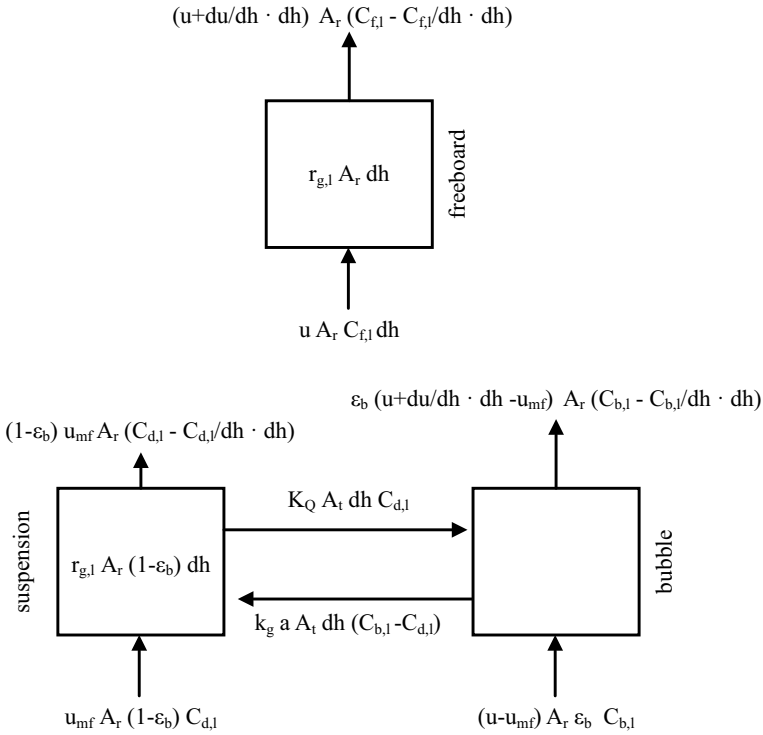 (u+du/dh · dh) A_r (C_f,l - C_f,l/dh · dh)
r_g,l A_r dh
freeboard
u A_r C_f,l dh
ε_b (u+du/dh · dh -u_mf) A_r (C_b,l - C_b,l/dh · dh)
(1-ε_b) u_mf A_r (C_d,l - C_d,l/dh · dh)
suspension
r_g,l A_r (1-ε_b) dh
K_Q A_t dh C_d,l
k_g a A_t dh (C_b,l -C_d,l)
bubble
u_mf A_r (1-ε_b) C_d,l
(u-u_mf) A_r ε_b C_b,l